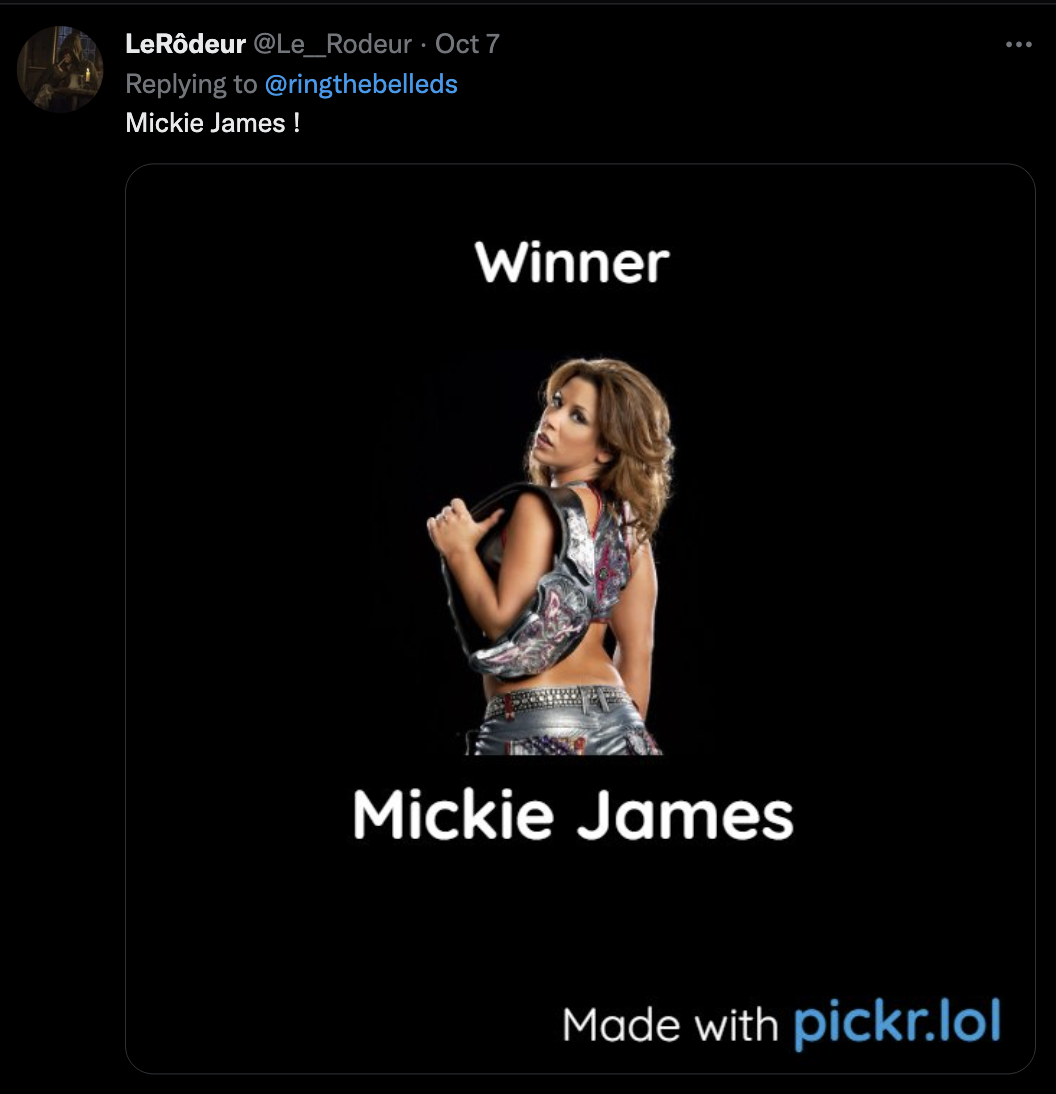 LeRôdeur @Le__Rodeur · Oct 7
Replying to @ringthebelleds
Mickie James !
Winner
Mickie James
Made with pickr.lol